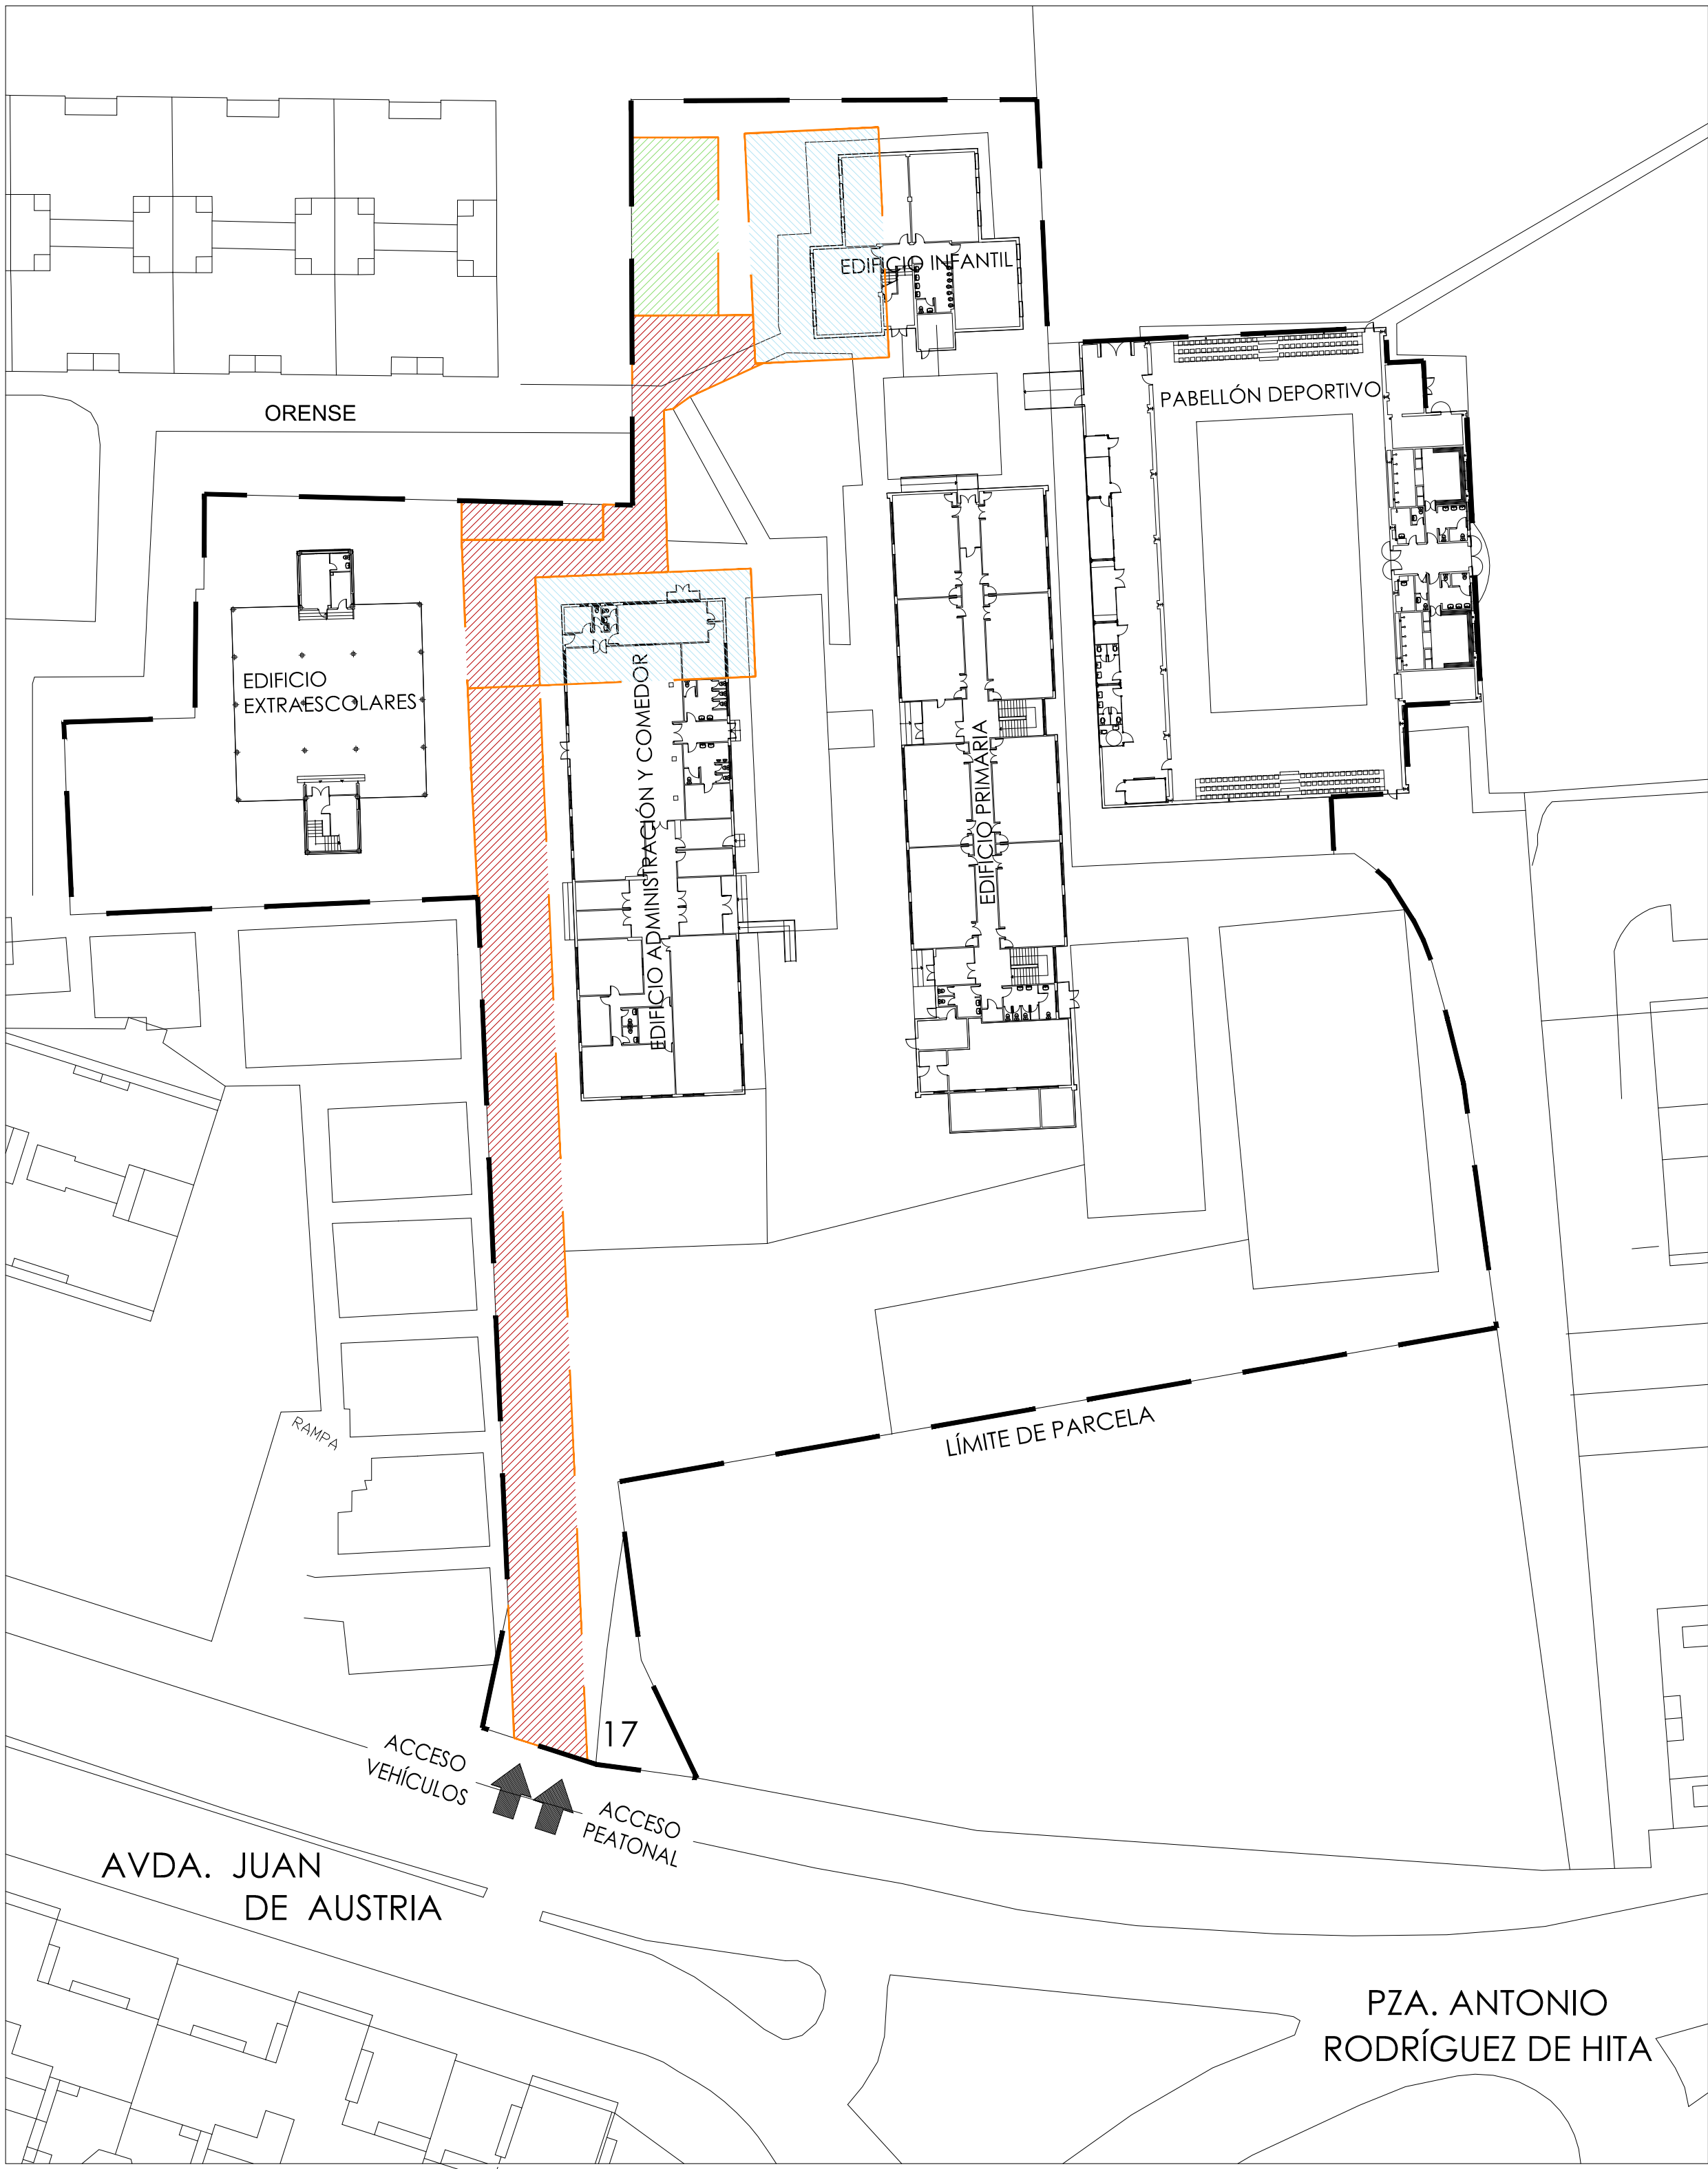 EDIFICIO INFANTIL
PABELLÓN DEPORTIVO
ORENSE
EDIFICIO
EXTRAESCOLARES
EDIFICIO ADMINISTRACIÓN Y COMEDOR
EDIFICIO PRIMARIA
RAMPA
LÍMITE DE PARCELA
17
ACCESO
VEHÍCULOS
ACCESO
PEATONAL
AVDA. JUAN
DE AUSTRIA
PZA. ANTONIO
RODRÍGUEZ DE HITA